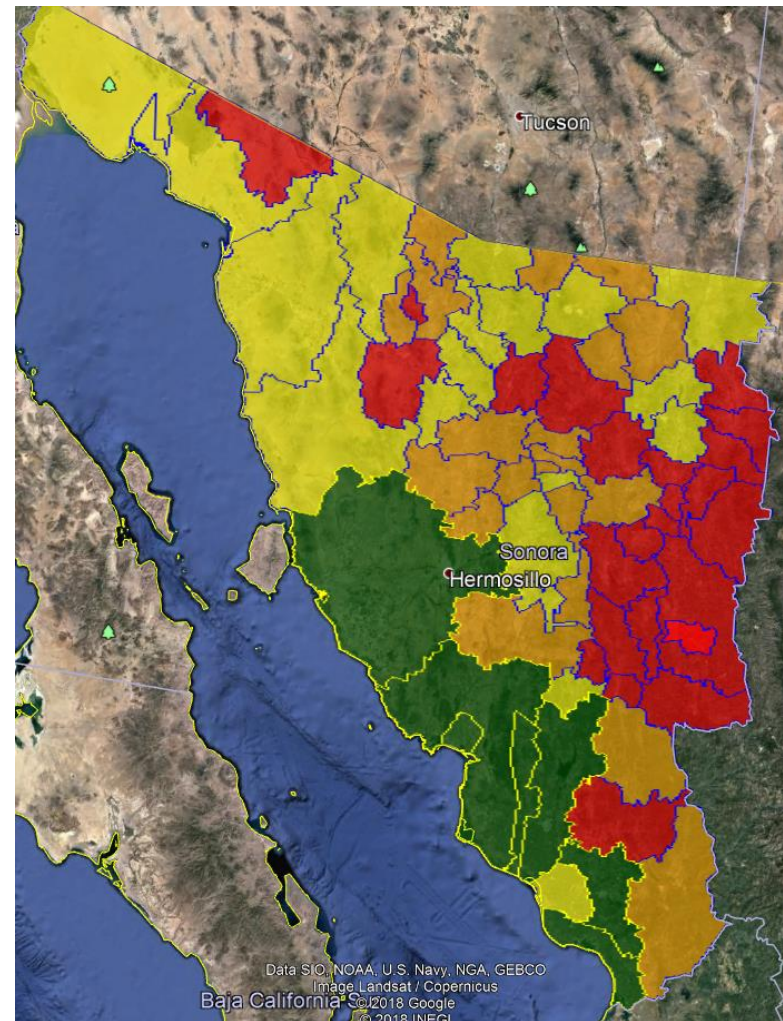 Tucson
Sonora
Hermosillo
Data SIO, NOAA, U.S. Navy, NGA, GEBCO
Image Landsat / Copernicus
Baja California S
© 2018 Google
© 2018 INEGI